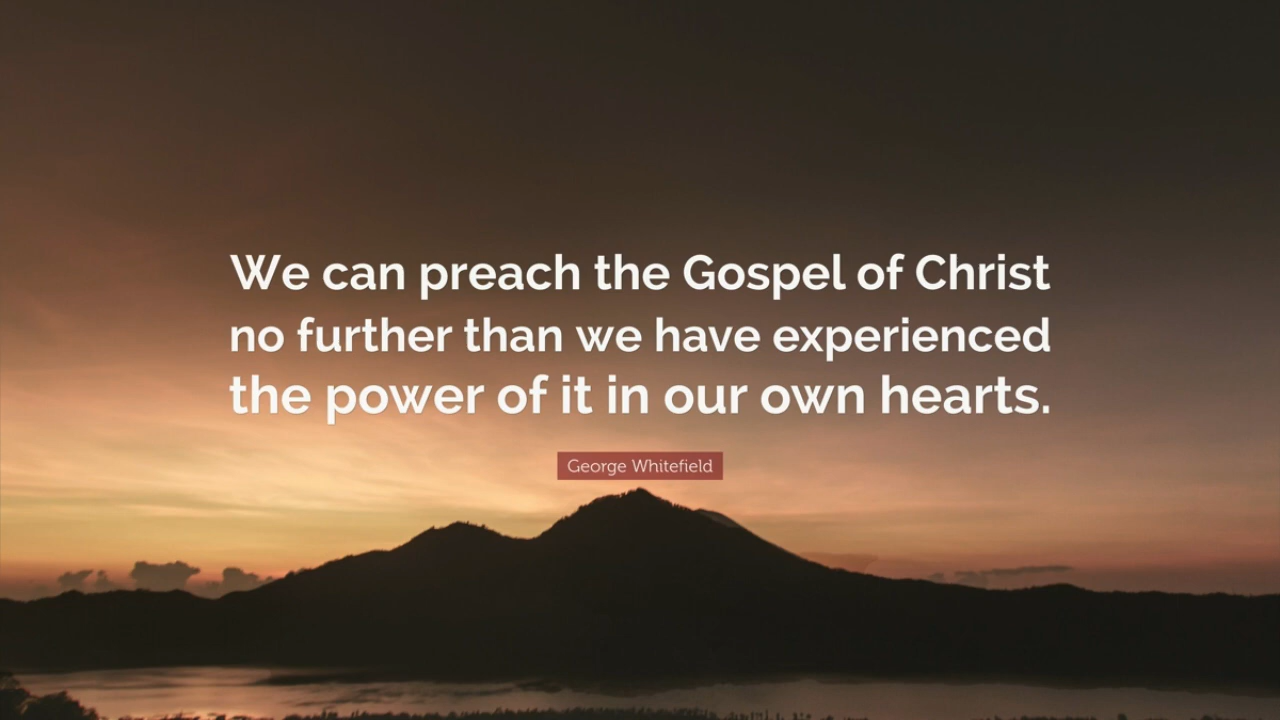 We can preach the Gospel of Christ
no further than we have experienced
the power of it in our own hearts.
George Whitefield